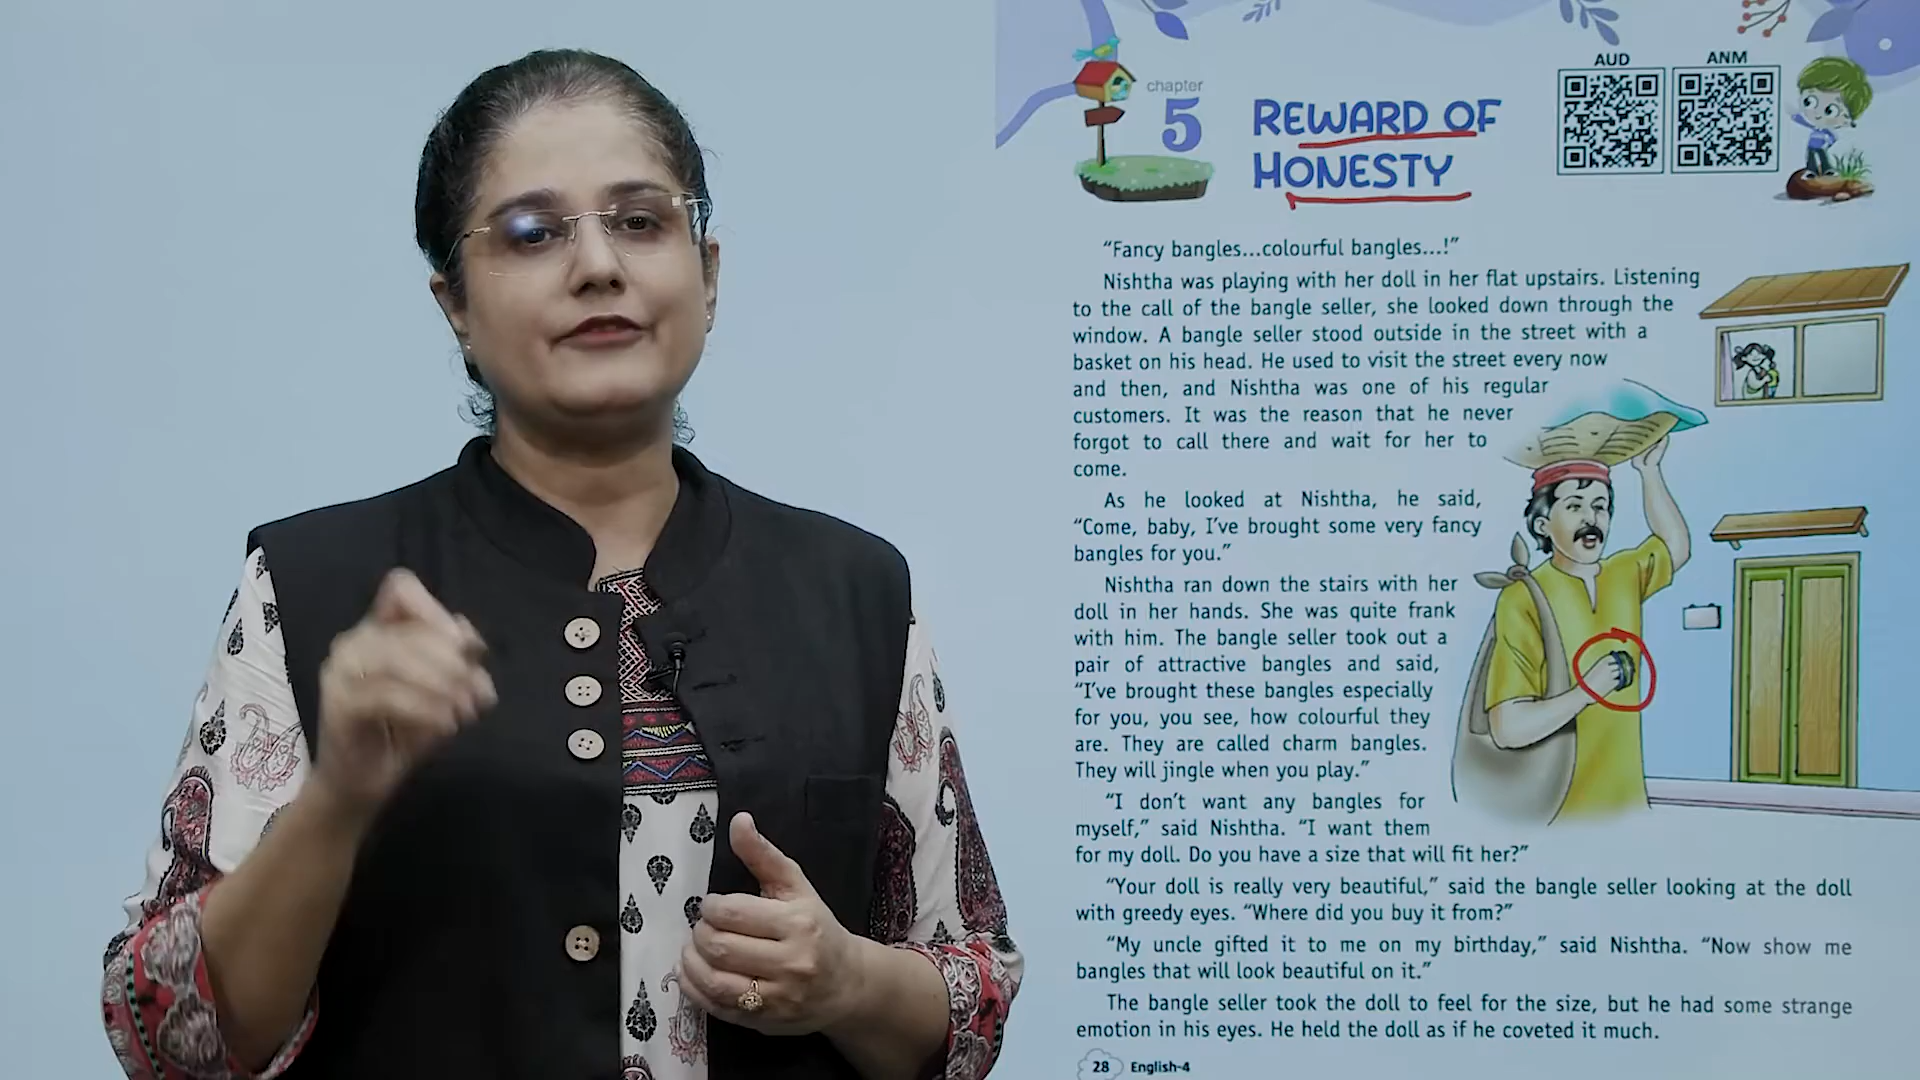 AUD
ANM
chapter
5
REWARD OF
HONESTY
“Fancy bangles...colourful bangles...!”
Nishtha was playing with her doll in her flat upstairs. Listening
to the call of the bangle seller, she looked down through the
window. A bangle seller stood outside in the street with a
basket on his head. He used to visit the street every now
and then, and Nishtha was one of his regular
customers. It was the reason that he never
forgot to call there and wait for her to
come.
As he looked at Nishtha, he said,
“Come, baby, I’ve brought some very fancy
bangles for you.”
Nishtha ran down the stairs with her
doll in her hands. She was quite frank
with him. The bangle seller took out a
pair of attractive bangles and said,
“I’ve brought these bangles especially
for you, you see, how colourful they
are. They are called charm bangles.
They will jingle when you play.”
“I don’t want any bangles for
myself,” said Nishtha. “I want them
for my doll. Do you have a size that will fit her?”
“Your doll is really very beautiful,” said the bangle seller looking at the doll
with greedy eyes. “Where did you buy it from?”
“My uncle gifted it to me on my birthday,” said Nishtha. “Now show me
bangles that will look beautiful on it.”
The bangle seller took the doll to feel for the size, but he had some strange
emotion in his eyes. He held the doll as if he coveted it much.
28 English-4